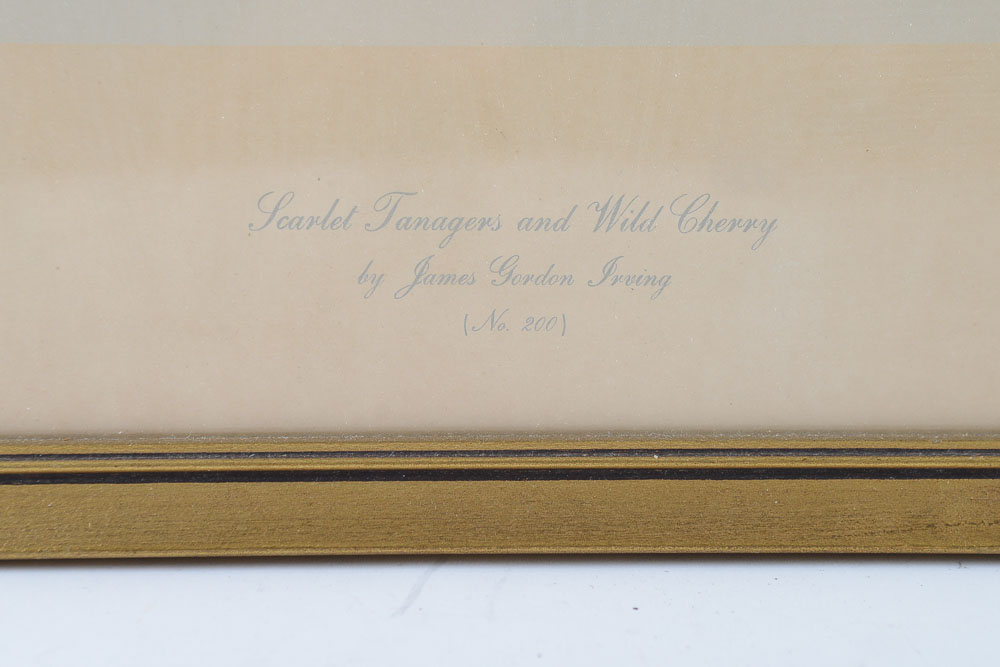 Scarlet Tanagers and Wild Cherry
by James Gordon Irving
(No. 200)